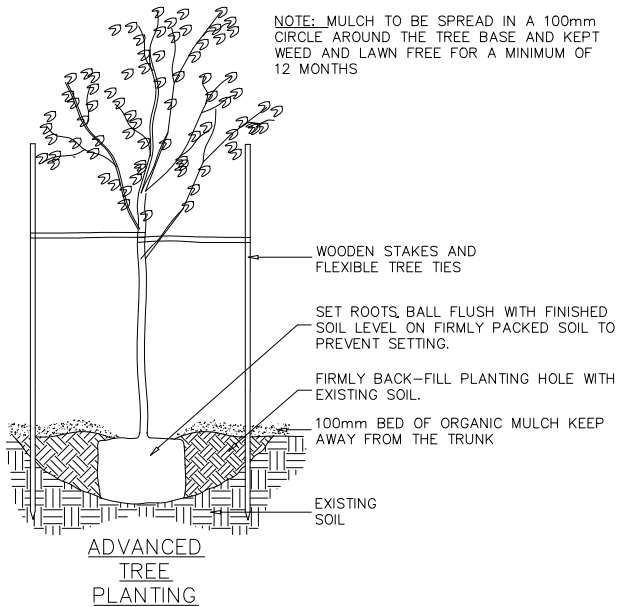 NOTE: MULCH TO BE SPREAD IN A 100mm
CIRCLE AROUND THE TREE BASE AND KEPT
WEED AND LAWN FREE FOR A MINIMUM OF
12 MONTHS
WOODEN STAKES AND
FLEXIBLE TREE TIES
SET ROOTS BALL FLUSH WITH FINISHED
SOIL LEVEL ON FIRMLY PACKED SOIL TO
PREVENT SETTING.
FIRMLY BACK-FILL PLANTING HOLE WITH
EXISTING SOIL.
100mm BED OF ORGANIC MULCH KEEP
AWAY FROM THE TRUNK
EXISTING
SOIL
ADVANCED
TREE
PLANTING